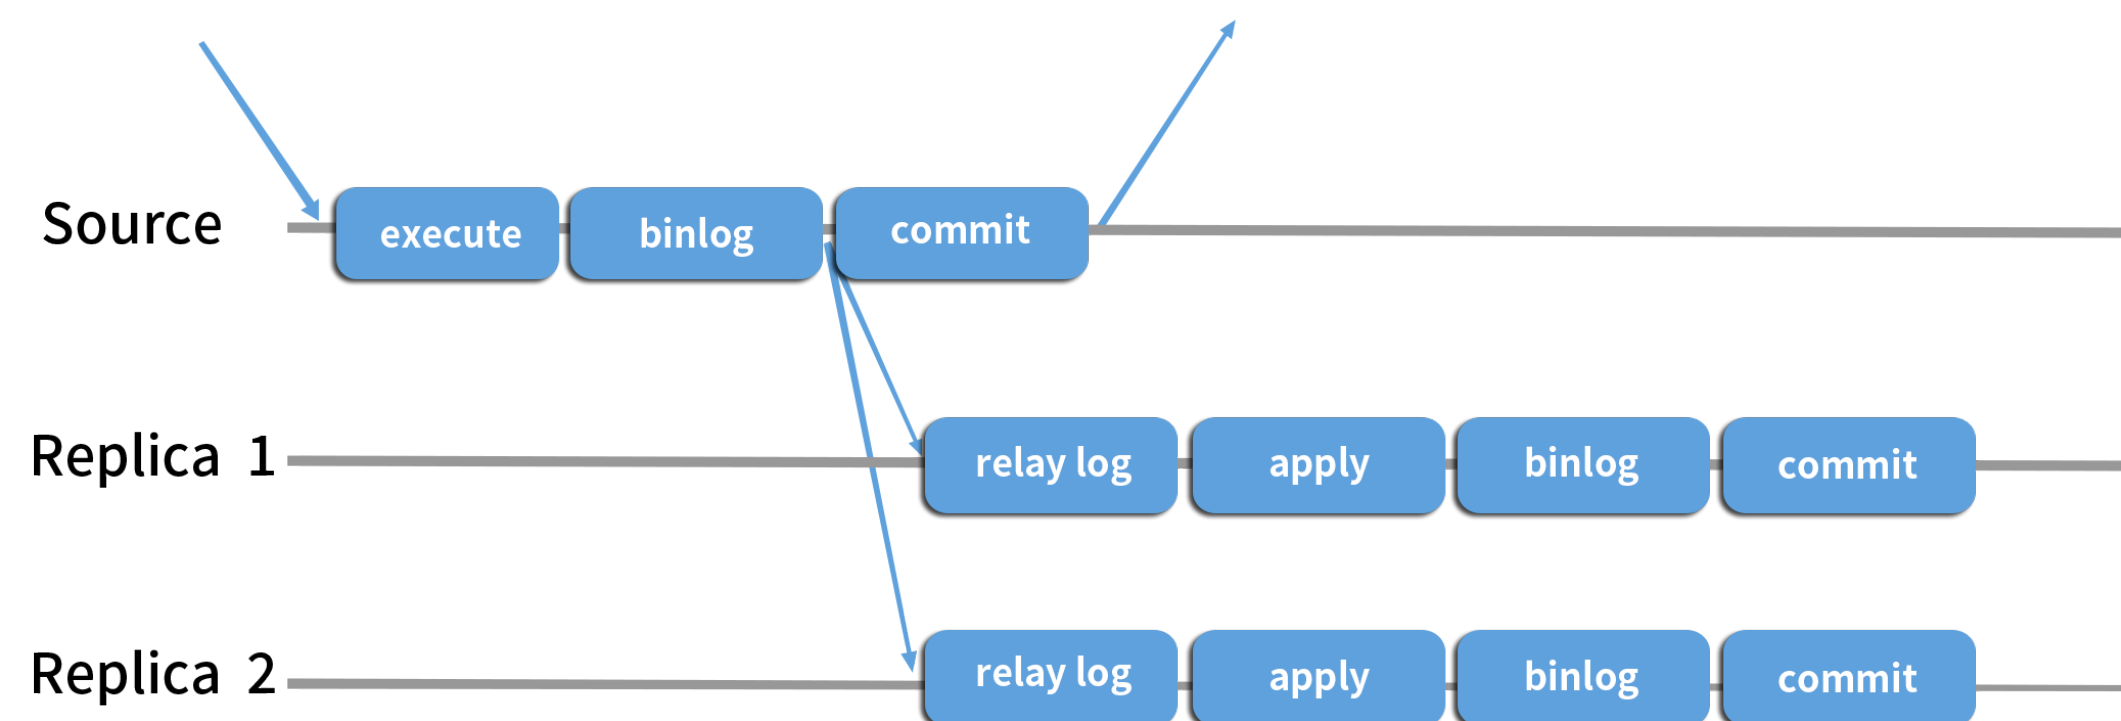 Source execute binlog commit
Replica 1 relay log apply binlog commit
Replica 2 relay log apply binlog commit